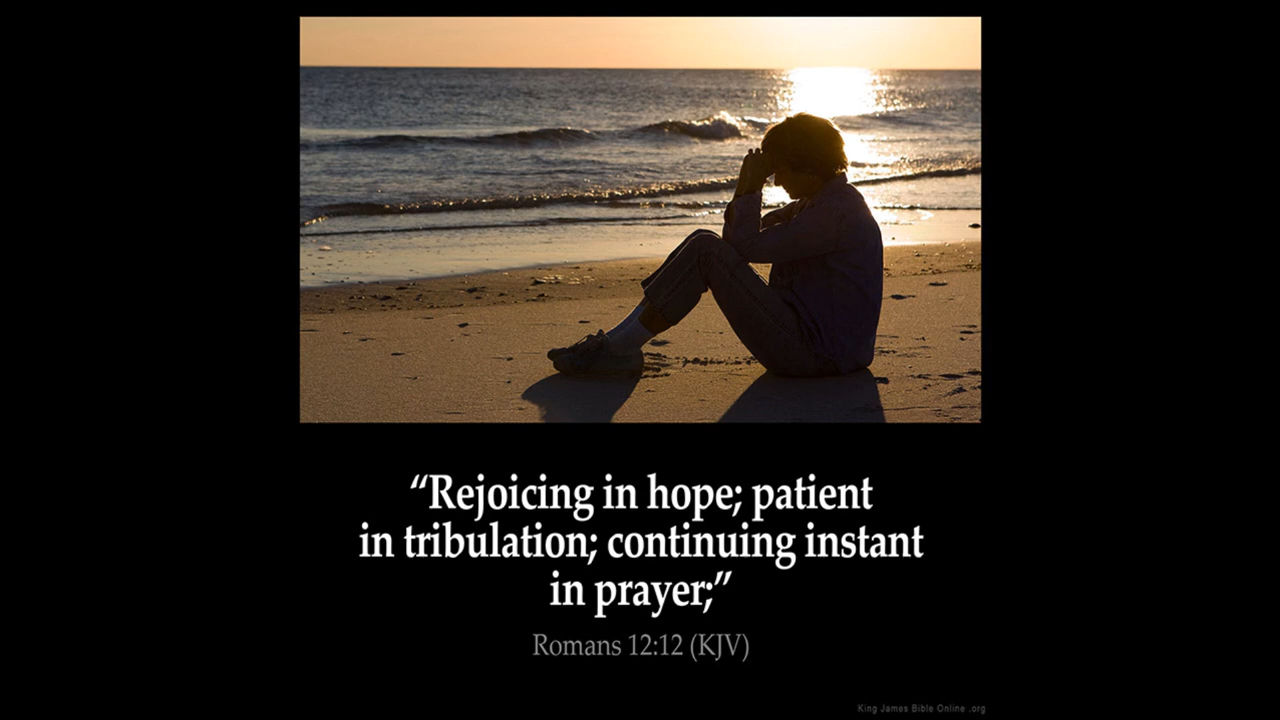 “Rejoicing in hope; patient
in tribulation; continuing instant
in prayer;”
Romans 12:12 (KJV)
King James Bible Online .org